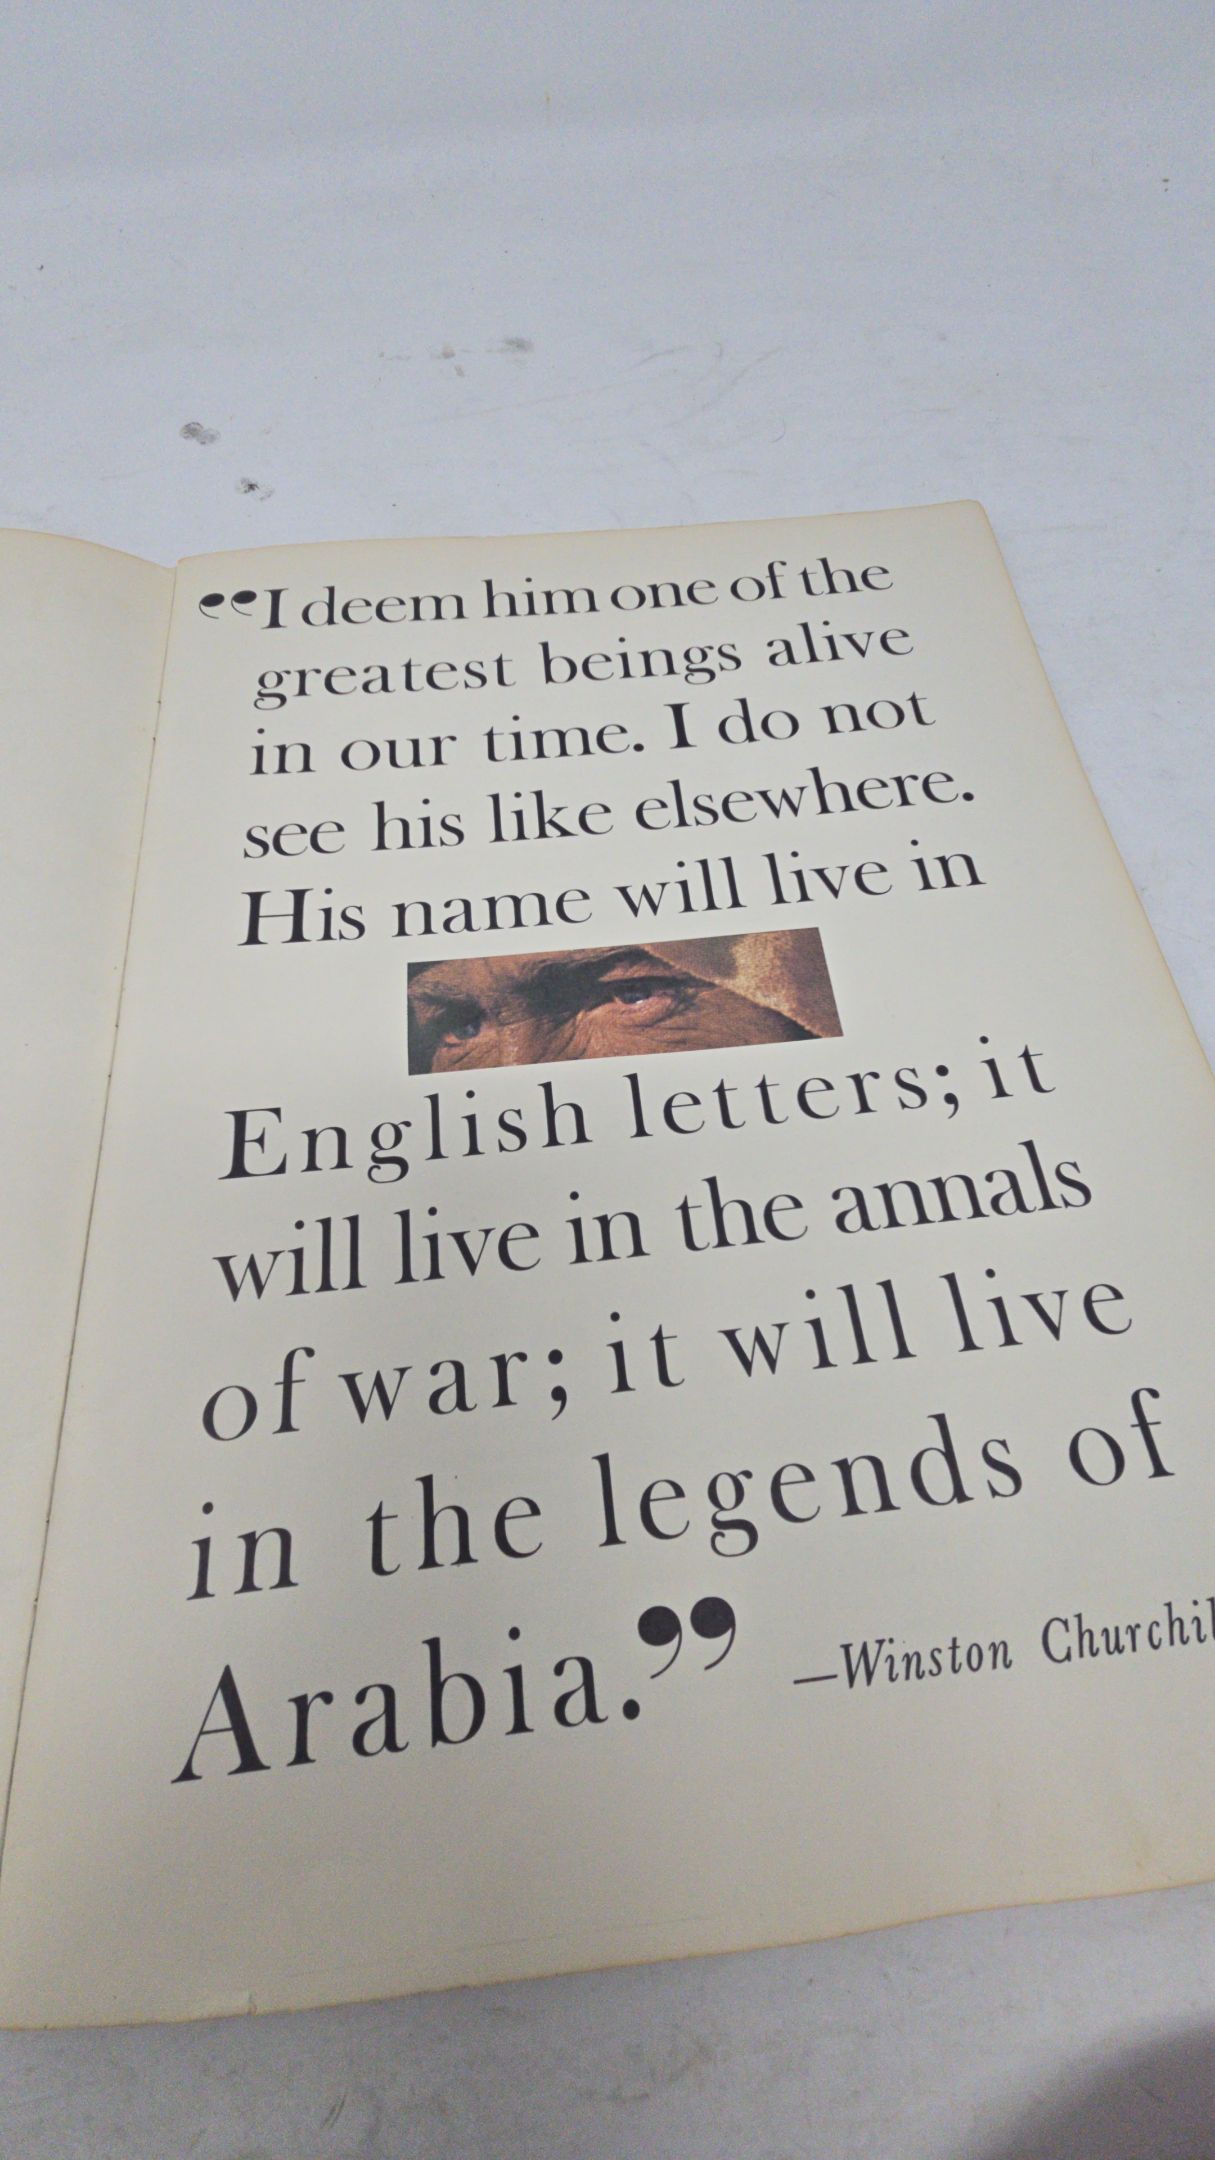 “I deem him one of the
greatest beings alive
in our time. I do not
see his like elsewhere.
His name will live in
English letters; it
will live in the annals
of war; it will live
in the legends of
Arabia.” —Winston Churchil